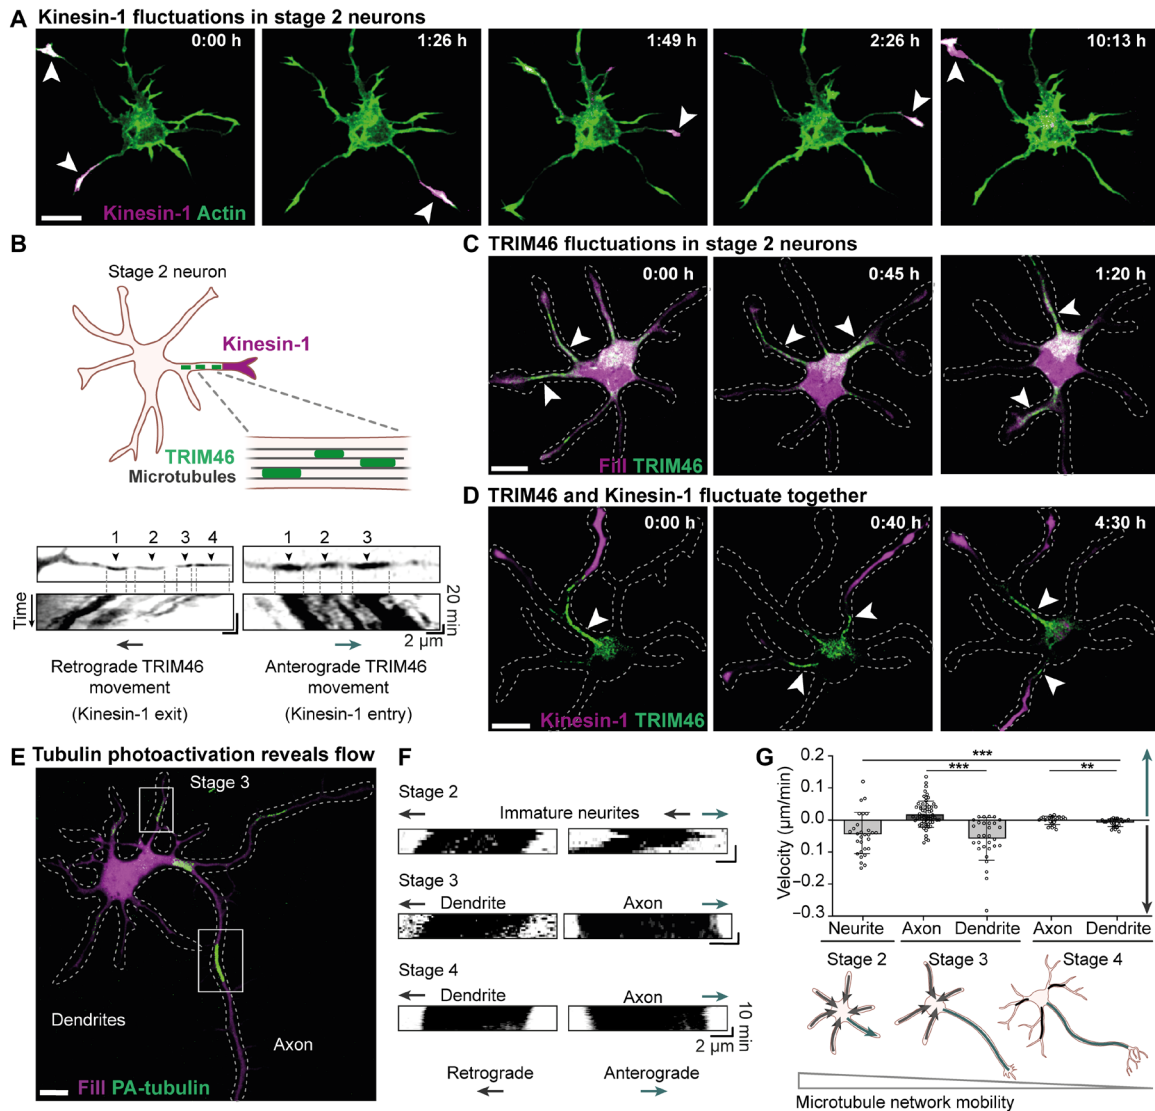 A Kinesin-1 fluctuations in stage 2 neurons
0:00 h
1:26 h
1:49 h
2:26 h
10:13 h
Kinesin-1 Actin
B
Stage 2 neuron
Kinesin-1
TRIM46
Microtubules
1 2 3 4
1 2 3
Time
20 min
2 µm
Retrograde TRIM46
movement
(Kinesin-1 exit)
Anterograde TRIM46
movement
(Kinesin-1 entry)
C TRIM46 fluctuations in stage 2 neurons
0:00 h
0:45 h
1:20 h
Fill TRIM46
D TRIM46 and Kinesin-1 fluctuate together
0:00 h
0:40 h
4:30 h
Kinesin-1 TRIM46
E Tubulin photoactivation reveals flow
Stage 3
Dendrites
Axon
Fill PA-tubulin
F
Stage 2
Immature neurites
Stage 3
Dendrite
Axon
Stage 4
Dendrite
Axon
10 min
2 µm
Retrograde
Anterograde
G
Velocity (µm/min)
0.2
0.1
0.0
0.1
−0.2
−0.3
***
***
**
Neurite Axon Dendrite Axon Dendrite
Stage 2 Stage 3 Stage 4
Microtubule network mobility